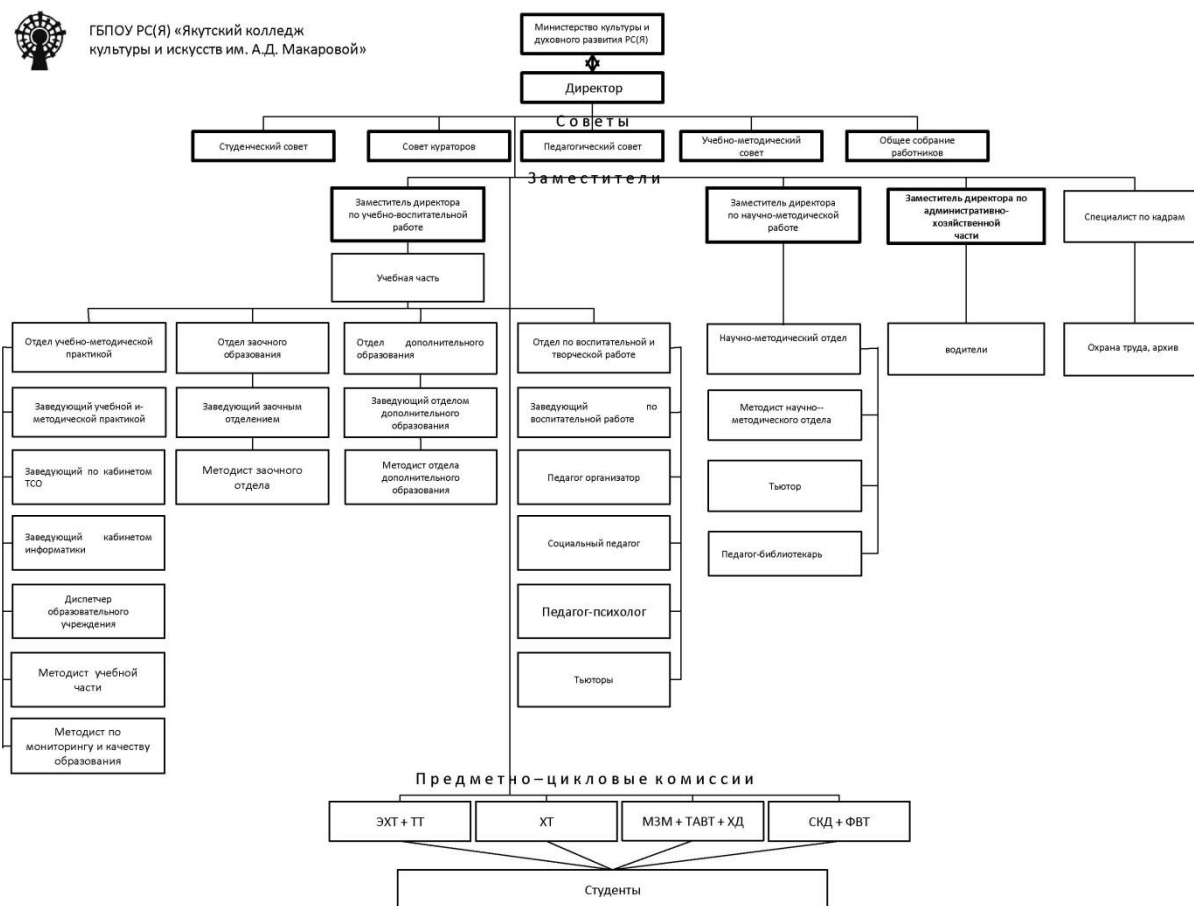 ГБПОУ РС(Я) «Якутский колледж
культуры и искусств им. А.Д. Макаровой»
Министерство культуры и
духовного развития РС(Я)
Директор
Советы
Студенческий совет
Совет кураторов
Педагогический совет
Учебно-методический
совет
Общее собрание
работников
Заместители
Заместитель директора
по учебно-воспитательной
работе
Заместитель директора
по научно-методической
работе
Заместитель директора по
административно-
хозяйственной
части
Специалист по кадрам
Учебная часть
Отдел учебно-методической
практикой
Отдел заочного
образования
Отдел дополнительного
образования
Отдел по воспитательной и
творческой работе
Научно-методический отдел
водители
Охрана труда, архив
Заведующий учебной и-
методической практикой
Заведующий заочным
отделением
Заведующий отделом
дополнительного
образования
Заведующий по
воспитательной работе
Методист научно--
методического отдела
Заведующий по кабинетом
ТСО
Методист заочного
отдела
Методист отдела
дополнительного
образования
Педагог организатор
Тьютор
Заведующий кабинетом
информатики
Социальный педагог
Педагог-библиотекарь
Диспетчер
образовательного
учреждения
Педагог-психолог
Методист учебной
части
Тьюторы
Методист по
мониторингу и качеству
образования
Предметно–цикловые комиссии
ЭХТ + ТТ
ХТ
МЗМ + ТАВТ + ХД
СКД + ФВТ
Студенты